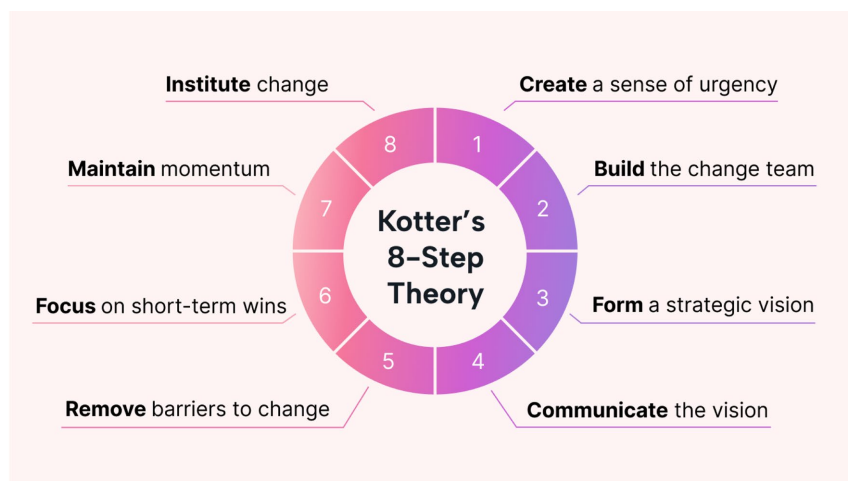 Kotter's
8-Step
Theory
1
Create a sense of urgency
2
Build the change team
3
Form a strategic vision
4
Communicate the vision
5
Remove barriers to change
6
Focus on short-term wins
7
Maintain momentum
8
Institute change